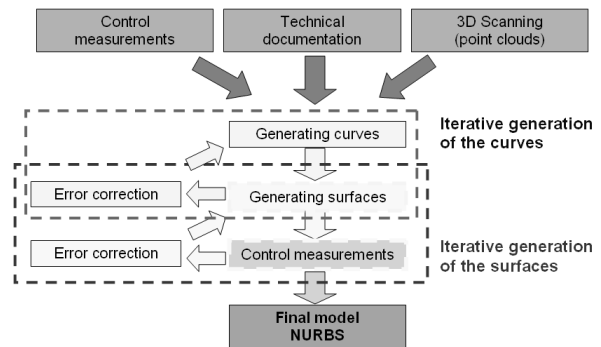 Control
measurements
Technical
documentation
3D Scanning
(point clouds)
Generating curves
Iterative generation
of the curves
Error correction
Generating surfaces
Error correction
Control measurements
Iterative generation
of the surfaces
Final model
NURBS